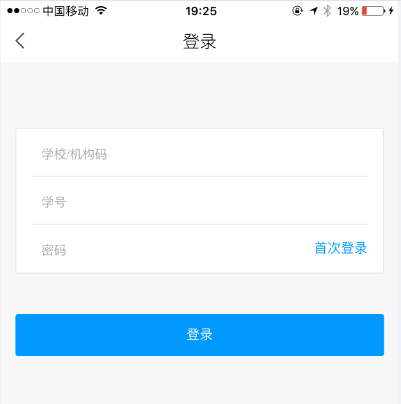 中国移动 19:25 19%
登录
学校/机构码
学号
密码 首次登录
登录